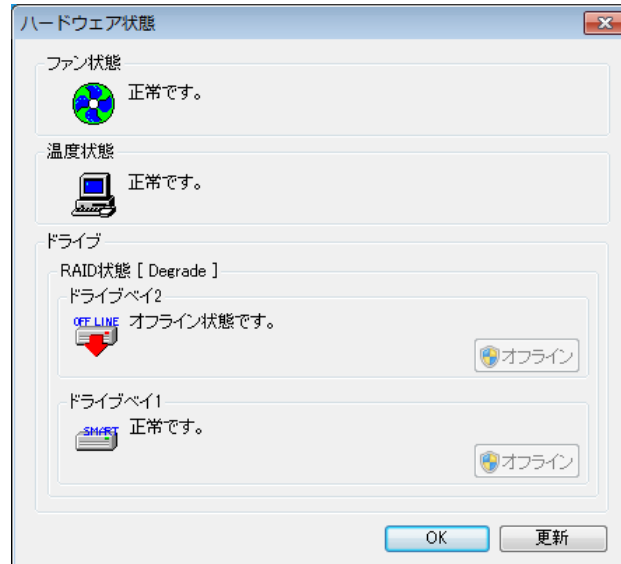 ハードウェア状態
ファン状態
正常です。
温度状態
正常です。
ドライブ
RAID状態 [ Degrade ]
ドライブベイ2
OFF LINE
オフライン状態です。
オフライン
ドライブベイ1
SMART
正常です。
オフライン
OK
更新